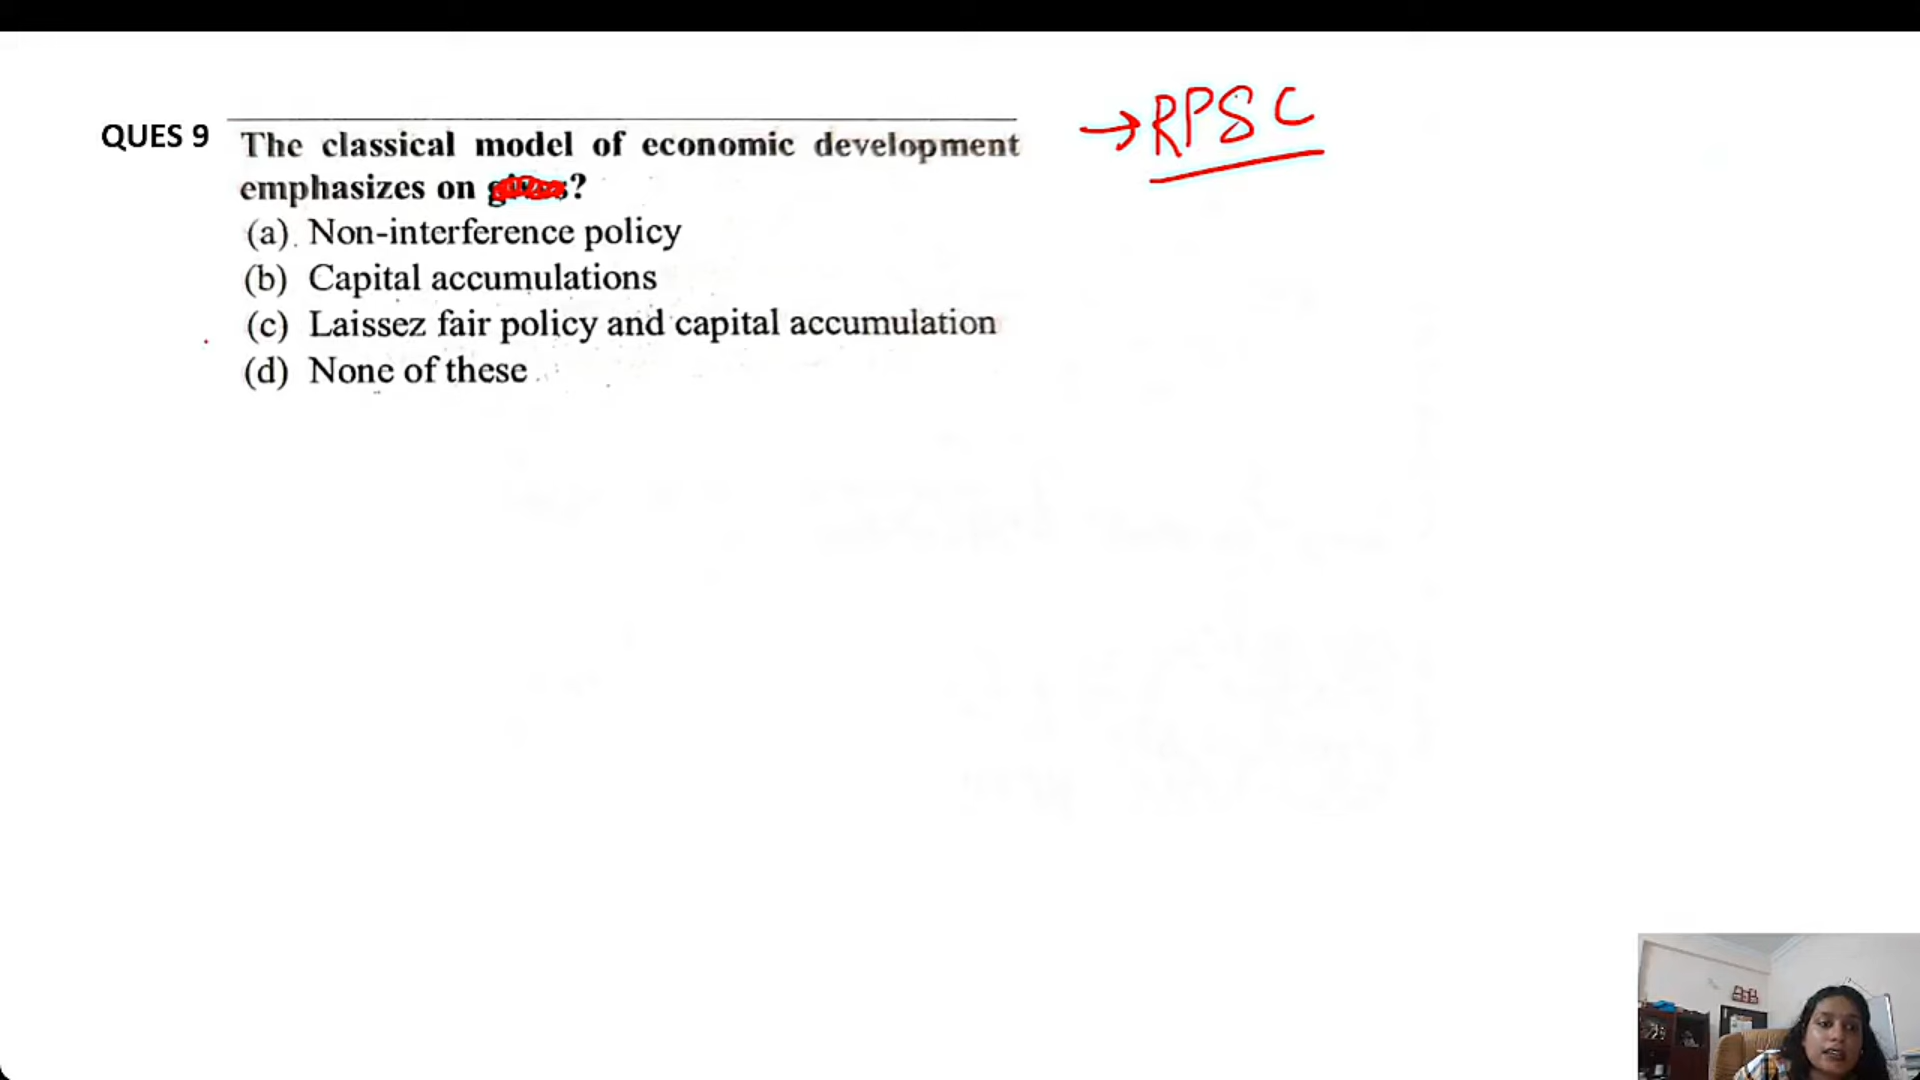 →RPSC
QUES 9
The classical model of economic development
emphasizes on ?
(a). Non-interference policy
(b) Capital accumulations
(c) Laissez fair policy and capital accumulation
(d) None of these